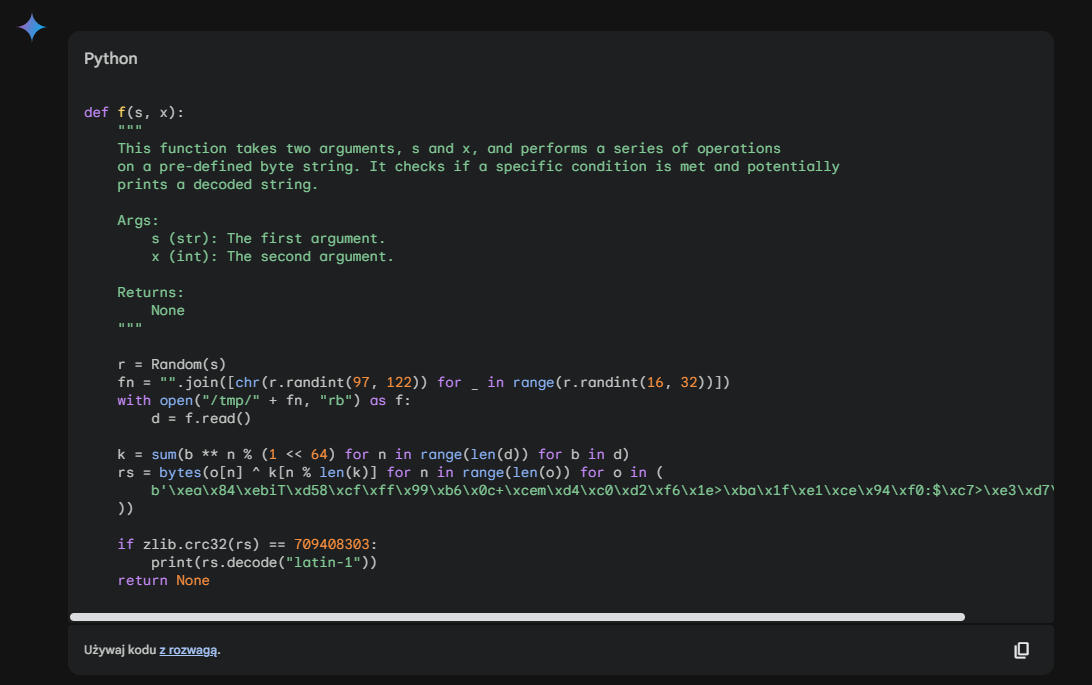 Python
def f(s, x):
    """
    This function takes two arguments, s and x, and performs a series of operations
    on a pre-defined byte string. It checks if a specific condition is met and potentially
    prints a decoded string.
    Args:
        s (str): The first argument.
        x (int): The second argument.
    Returns:
        None
    """
    r = Random(s)
    fn = "".join([chr(r.randint(97, 122)) for _ in range(r.randint(16, 32))])
    with open("/tmp/" + fn, "rb") as f:
        d = f.read()
    k = sum(b ** n % (1 << 64) for n in range(len(d)) for b in d)
    rs = bytes(o[n] ^ k[n % len(k)] for n in range(len(o)) for o in (
        b'\xea\x84\xebiT\xd58\xcf\xff\x99\xb6\x0c+\xcem\xd4\xc0\xd2\xf6\x1e>\xba\x1f\xe1\xce\x94\xf0:$\xc7>\xe3\xd7\
    ))
    if zlib.crc32(rs) == 709408303:
        print(rs.decode("latin-1"))
    return None
Używaj kodu z rozwagą.